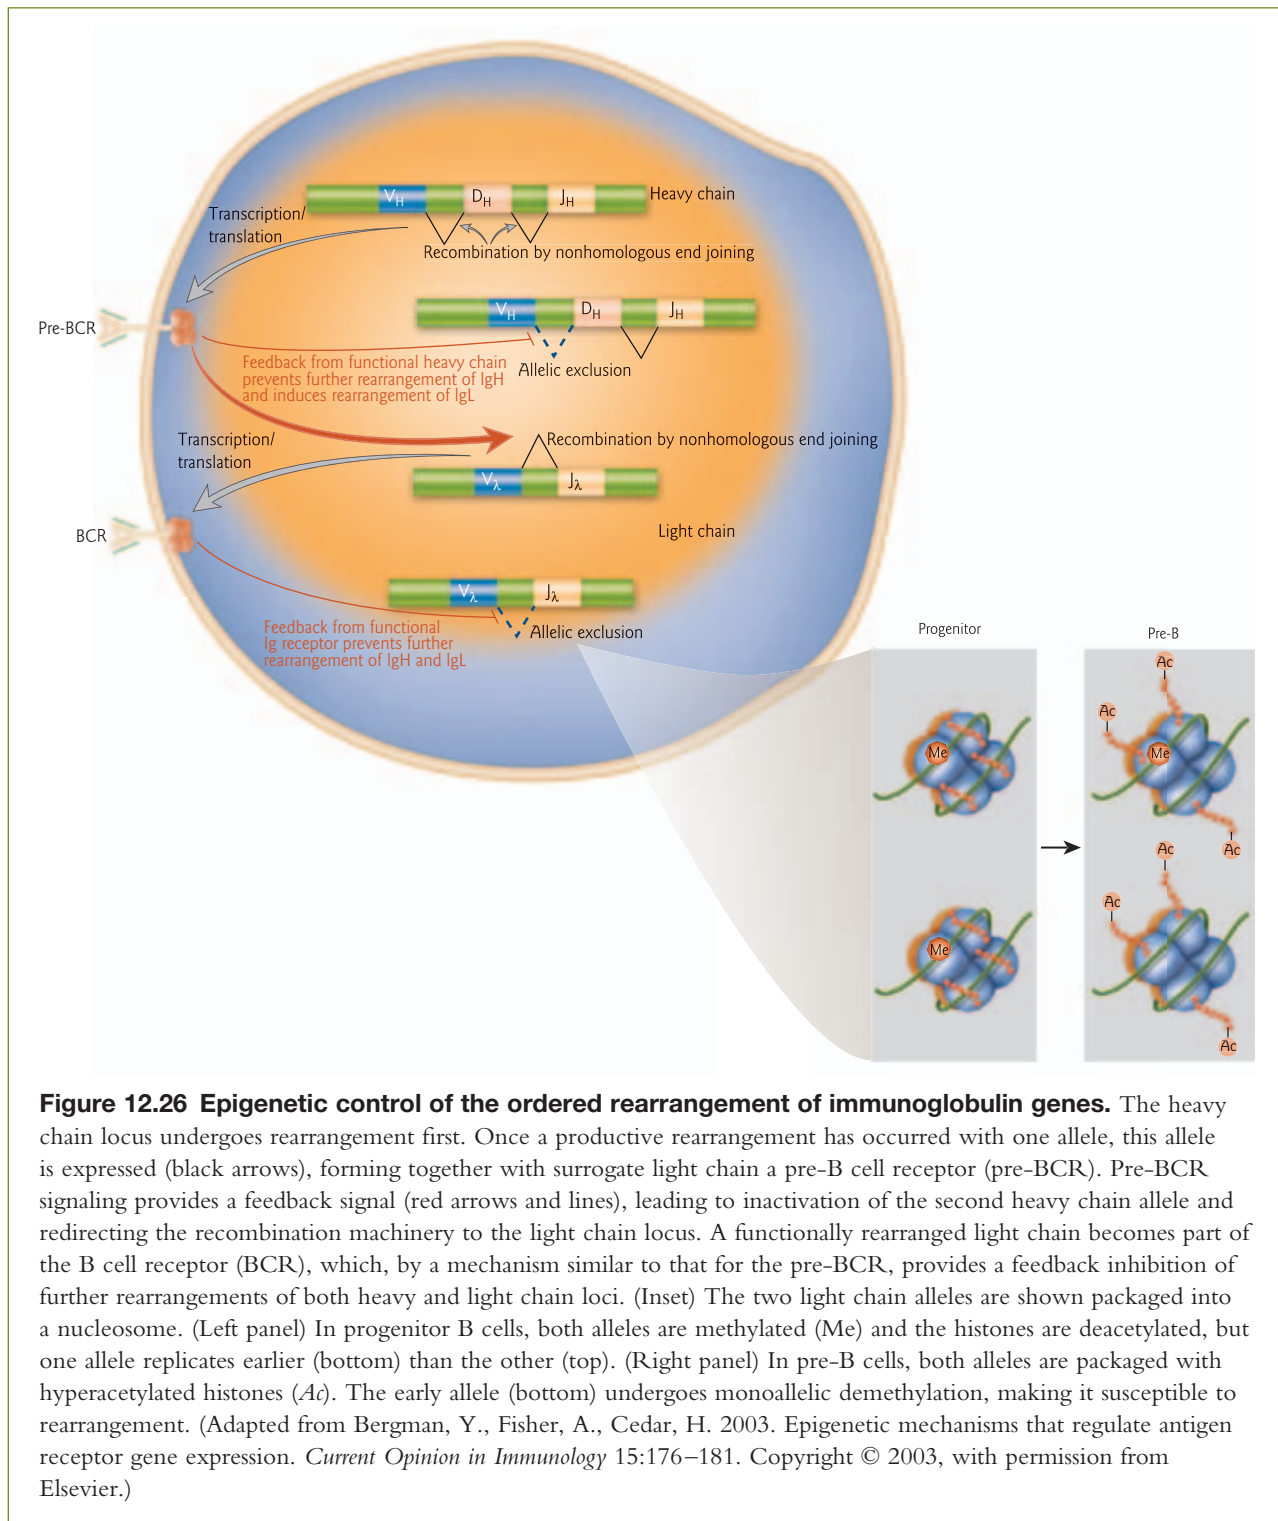 V_H
D_H
J_H
Heavy chain
Transcription/
translation
Recombination by nonhomologous end joining
V_H
D_H
J_H
Pre-BCR
Feedback from functional heavy chain
prevents further rearrangement of IgH
and induces rearrangement of IgL
Allelic exclusion
Transcription/
translation
Recombination by nonhomologous end joining
V_λ
J_λ
BCR
Light chain
V_λ
J_λ
Feedback from functional
Ig receptor prevents further
rearrangement of IgH and IgL
Allelic exclusion
Progenitor
Pre-B
Ac
Ac
Me
Me
Ac
Ac
Ac
Me
Ac
Figure 12.26 Epigenetic control of the ordered rearrangement of immunoglobulin genes. The heavy
chain locus undergoes rearrangement first. Once a productive rearrangement has occurred with one allele, this allele
is expressed (black arrows), forming together with surrogate light chain a pre-B cell receptor (pre-BCR). Pre-BCR
signaling provides a feedback signal (red arrows and lines), leading to inactivation of the second heavy chain allele and
redirecting the recombination machinery to the light chain locus. A functionally rearranged light chain becomes part of
the B cell receptor (BCR), which, by a mechanism similar to that for the pre-BCR, provides a feedback inhibition of
further rearrangements of both heavy and light chain loci. (Inset) The two light chain alleles are shown packaged into
a nucleosome. (Left panel) In progenitor B cells, both alleles are methylated (Me) and the histones are deacetylated, but
one allele replicates earlier (bottom) than the other (top). (Right panel) In pre-B cells, both alleles are packaged with
hyperacetylated histones (Ac). The early allele (bottom) undergoes monoallelic demethylation, making it susceptible to
rearrangement. (Adapted from Bergman, Y., Fisher, A., Cedar, H. 2003. Epigenetic mechanisms that regulate antigen
receptor gene expression. Current Opinion in Immunology 15:176–181. Copyright © 2003, with permission from
Elsevier.)